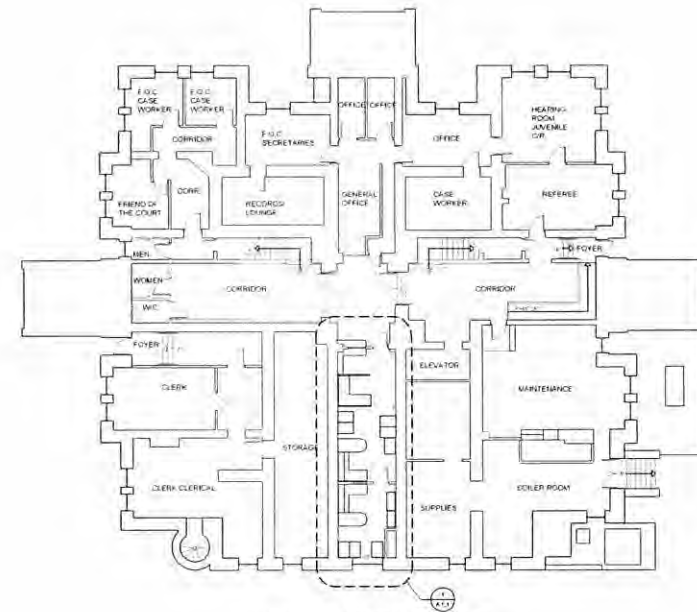 F.O.C. CASE WORKER
F.O.C. CASE WORKER
CORRIDOR
F.O.C. SECRETARIES
OFFICE
OFFICE
OFFICE
HEARING
ROOM
JUVENILE
FRIEND OF
THE COURT
CORR.
RECORDS/
LOUNGE
GENERAL
OFFICE
CASE
WORKER
REFEREE
MEN
FOYER
WOMEN
CORRIDOR
CORRIDOR
W.C.
FOYER
CLERK
ELEVATOR
MAINTENANCE
STORAGE
CLERK CLERICAL
SUPPLIES
BOILER ROOM